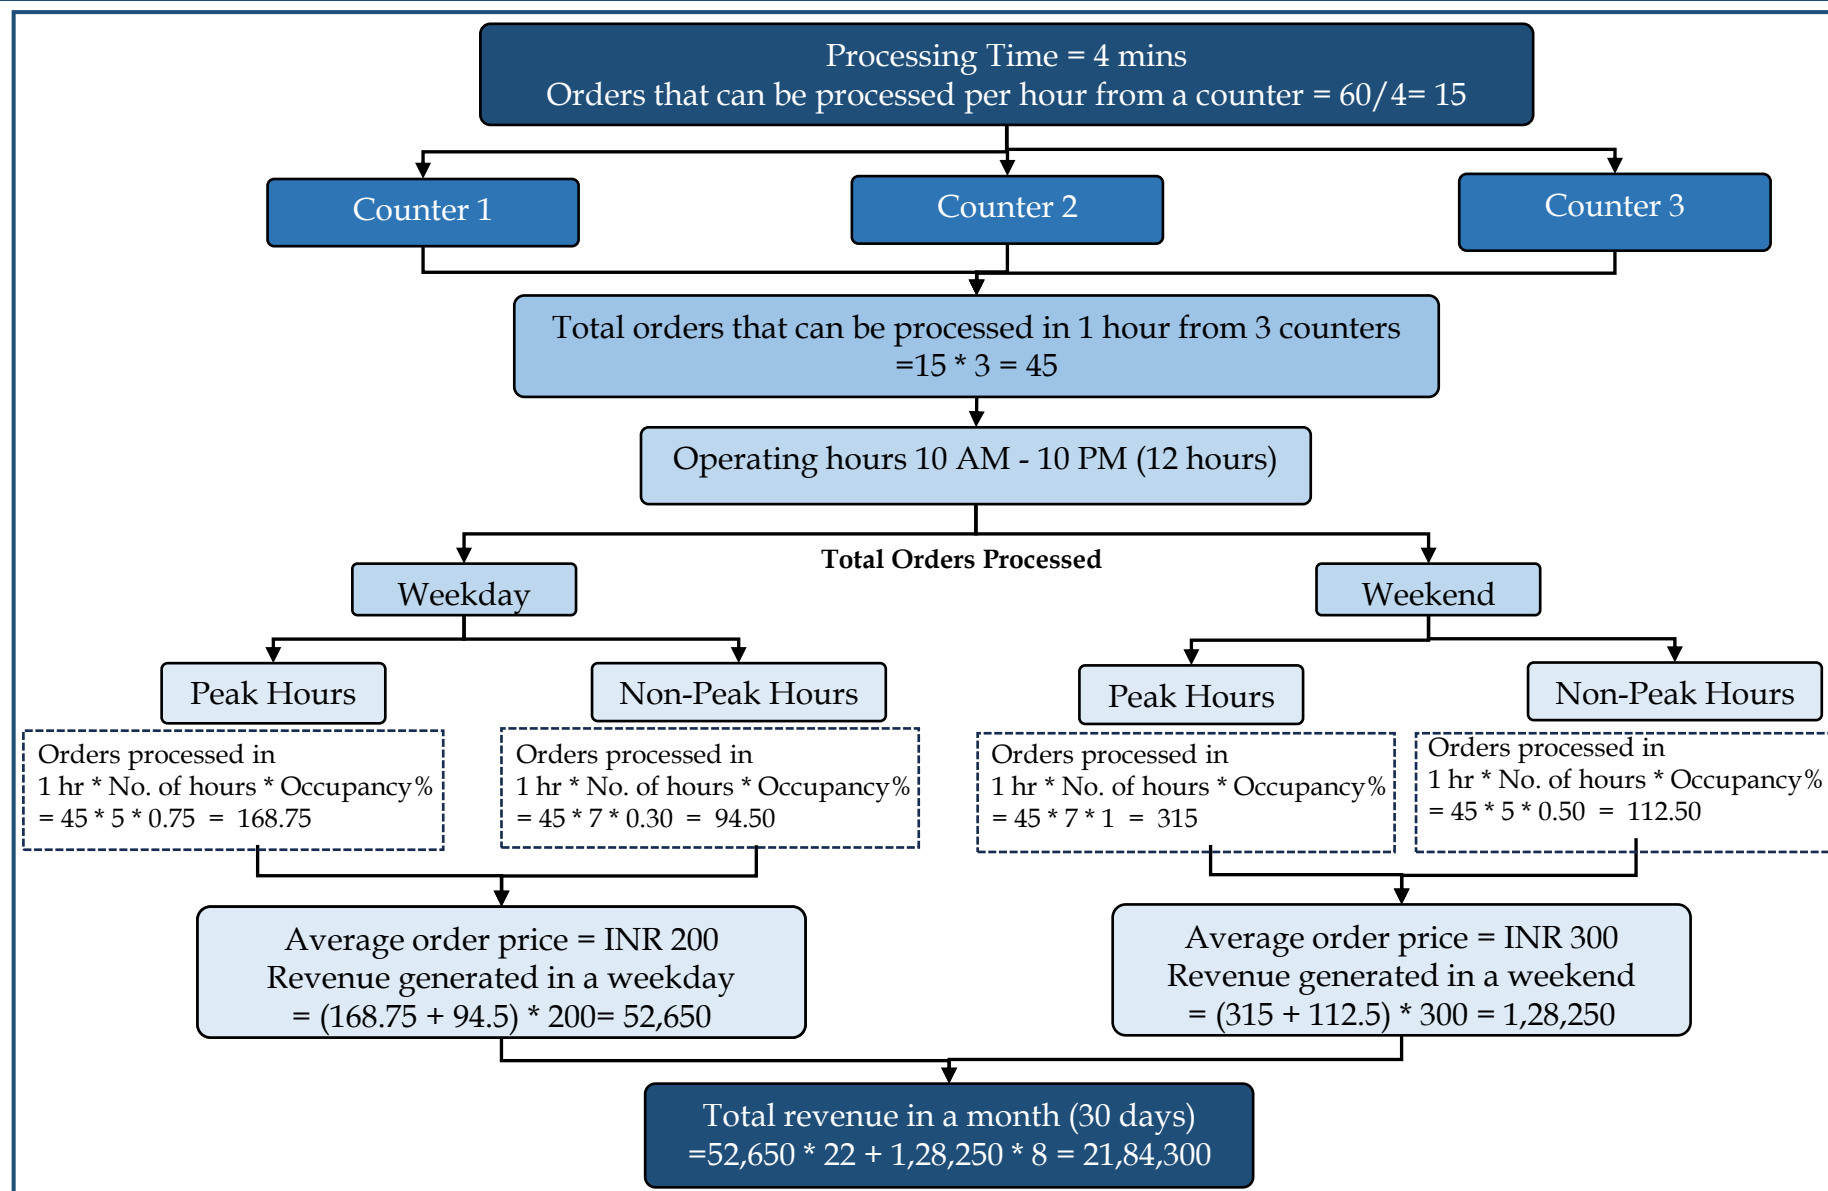 Processing Time = 4 mins
Orders that can be processed per hour from a counter = 60/4= 15
Counter 1
Counter 2
Counter 3
Total orders that can be processed in 1 hour from 3 counters
=15 * 3 = 45
Operating hours 10 AM - 10 PM (12 hours)
Total Orders Processed
Weekday
Weekend
Peak Hours
Non-Peak Hours
Peak Hours
Non-Peak Hours
Orders processed in
1 hr * No. of hours * Occupancy%
= 45 * 5 * 0.75 = 168.75
Orders processed in
1 hr * No. of hours * Occupancy%
= 45 * 7 * 0.30 = 94.50
Orders processed in
1 hr * No. of hours * Occupancy%
= 45 * 7 * 1 = 315
Orders processed in
1 hr * No. of hours * Occupancy%
= 45 * 5 * 0.50 = 112.50
Average order price = INR 200
Revenue generated in a weekday
= (168.75 + 94.5) * 200= 52,650
Average order price = INR 300
Revenue generated in a weekend
= (315 + 112.5) * 300 = 1,28,250
Total revenue in a month (30 days)
=52,650 * 22 + 1,28,250 * 8 = 21,84,300